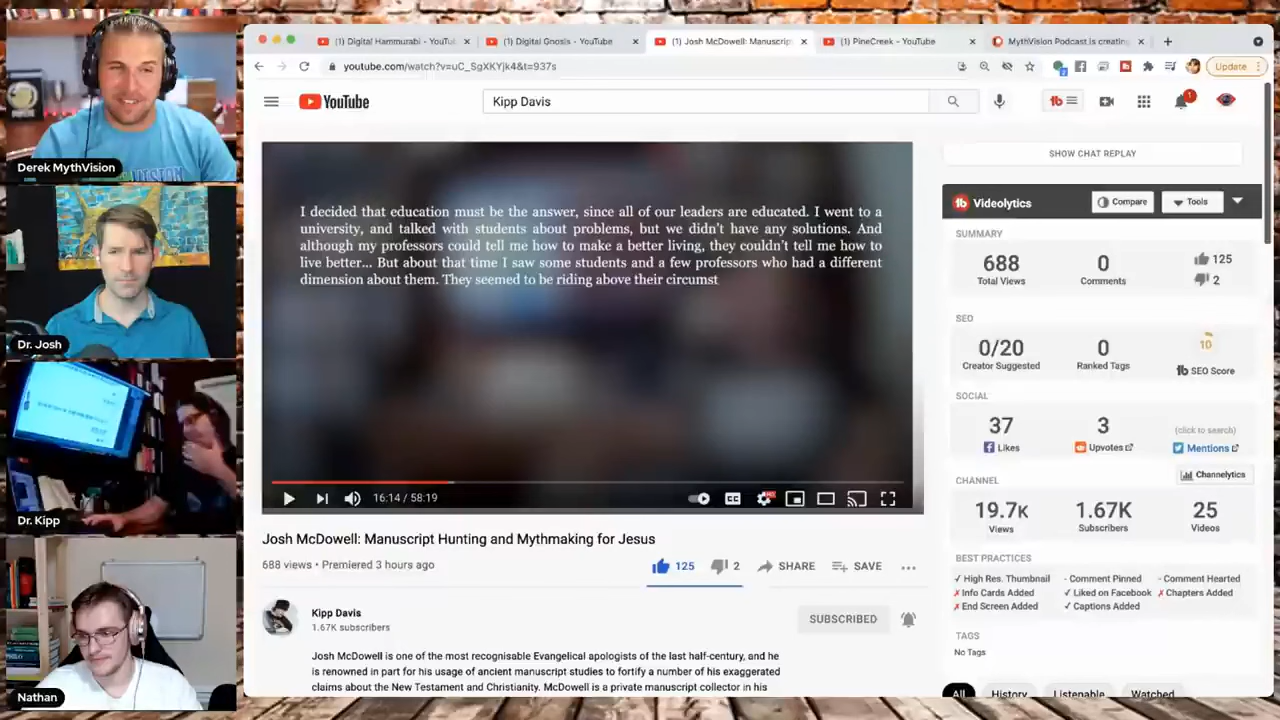 Derek MythVision
Dr. Josh
Dr. Kipp
Nathan
(1) Digital Hammurabi - YouTu
(1) Digital Gnosis - YouTube
(1) Josh McDowell: Manuscrip
(1) PineCreek - YouTube
MythVision Podcast is creating
youtube.com/watch?v=uC_SgXKYjk4&t=937s
Update
YouTube
Kipp Davis
1
I decided that education must be the answer, since all of our leaders are educated. I went to a
university, and talked with students about problems, but we didn't have any solutions. And
although my professors could tell me how to make a better living, they couldn't tell me how to
live better... But about that time I saw some students and a few professors who had a different
dimension about them. They seemed to be riding above their circumst
16:14 / 58:19
Josh McDowell: Manuscript Hunting and Mythmaking for Jesus
688 views • Premiered 3 hours ago
125
2
SHARE
SAVE
Kipp Davis
1.67K subscribers
SUBSCRIBED
Josh McDowell is one of the most recognisable Evangelical apologists of the last half-century, and he
is renowned in part for his usage of ancient manuscript studies to fortify a number of his exaggerated
claims about the New Testament and Christianity. McDowell is a private manuscript collector in his
SHOW CHAT REPLAY
Videolytics
Compare
Tools
SUMMARY
688
Total Views
0
Comments
125
2
SEO
0/20
Creator Suggested
0
Ranked Tags
10
SEO Score
SOCIAL
37
Likes
3
Upvotes
(click to search)
Mentions
CHANNEL
Channelytics
19.7K
Views
1.67K
Subscribers
25
Videos
BEST PRACTICES
✓ High Res. Thumbnail
- Comment Pinned
- Comment Hearted
✗ Info Cards Added
✓ Liked on Facebook
✗ Chapters Added
✗ End Screen Added
✓ Captions Added
TAGS
No Tags
All
History
Listenable
Watched